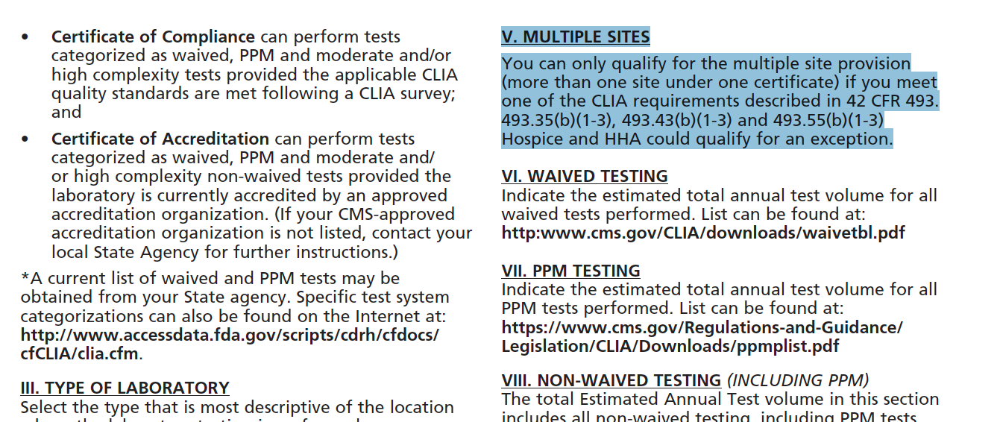 • Certificate of Compliance can perform tests
categorized as waived, PPM and moderate and/or
high complexity tests provided the applicable CLIA
quality standards are met following a CLIA survey;
and
• Certificate of Accreditation can perform tests
categorized as waived, PPM and moderate and/
or high complexity non-waived tests provided the
laboratory is currently accredited by an approved
accreditation organization. (If your CMS-approved
accreditation organization is not listed, contact your
local State Agency for further instructions.)
*A current list of waived and PPM tests may be
obtained from your State agency. Specific test system
categorizations can also be found on the Internet at:
http://www.accessdata.fda.gov/scripts/cdrh/cfdocs/
cfCLIA/clia.cfm.
III. TYPE OF LABORATORY
Select the type that is most descriptive of the location
V. MULTIPLE SITES
You can only qualify for the multiple site provision
(more than one site under one certificate) if you meet
one of the CLIA requirements described in 42 CFR 493.
493.35(b)(1-3), 493.43(b)(1-3) and 493.55(b)(1-3)
Hospice and HHA could qualify for an exception.
VI. WAIVED TESTING
Indicate the estimated total annual test volume for all
waived tests performed. List can be found at:
http:www.cms.gov/CLIA/downloads/waivetbl.pdf
VII. PPM TESTING
Indicate the estimated total annual test volume for all
PPM tests performed. List can be found at:
https://www.cms.gov/Regulations-and-Guidance/
Legislation/CLIA/Downloads/ppmplist.pdf
VIII. NON-WAIVED TESTING (INCLUDING PPM)
The total Estimated Annual Test volume in this section
includes all non-waived testing, including PPM tests